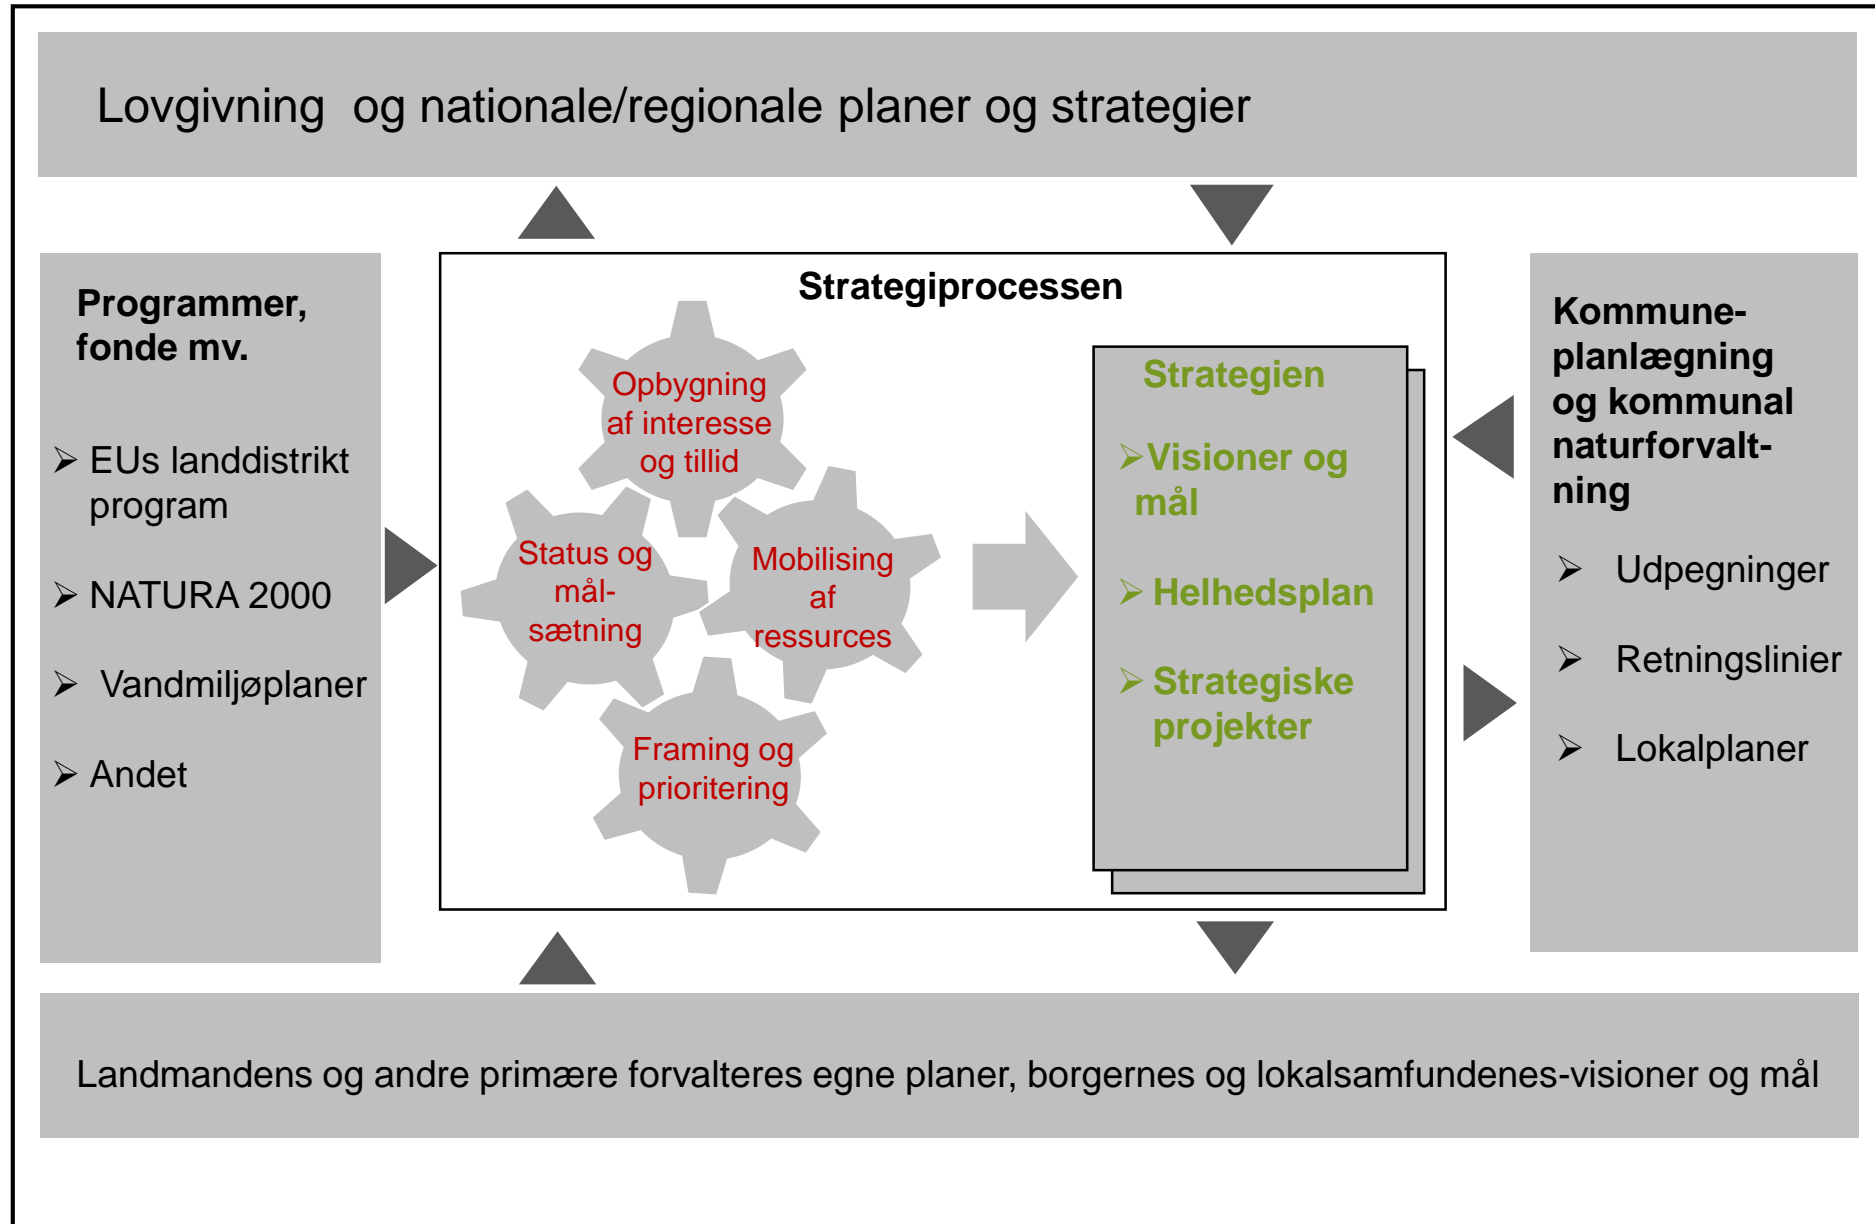 Lovgivning  og nationale/regionale planer og strategier
Programmer,
fonde mv.
➢ EUs landdistrikt
program
➢ NATURA 2000
➢ Vandmiljøplaner
➢ Andet
Strategiprocessen
Opbygning
af interesse
og tillid
Status og
mål-
sætning
Mobilising
af
ressurces
Framing og
prioritering
Strategien
➢Visioner og
mål
➢ Helhedsplan
➢ Strategiske
projekter
Kommune-
planlægning
og kommunal
naturforvalt-
ning
➢ Udpegninger
➢ Retningslinier
➢ Lokalplaner
Landmandens og andre primære forvalteres egne planer, borgernes og lokalsamfundenes-visioner og mål